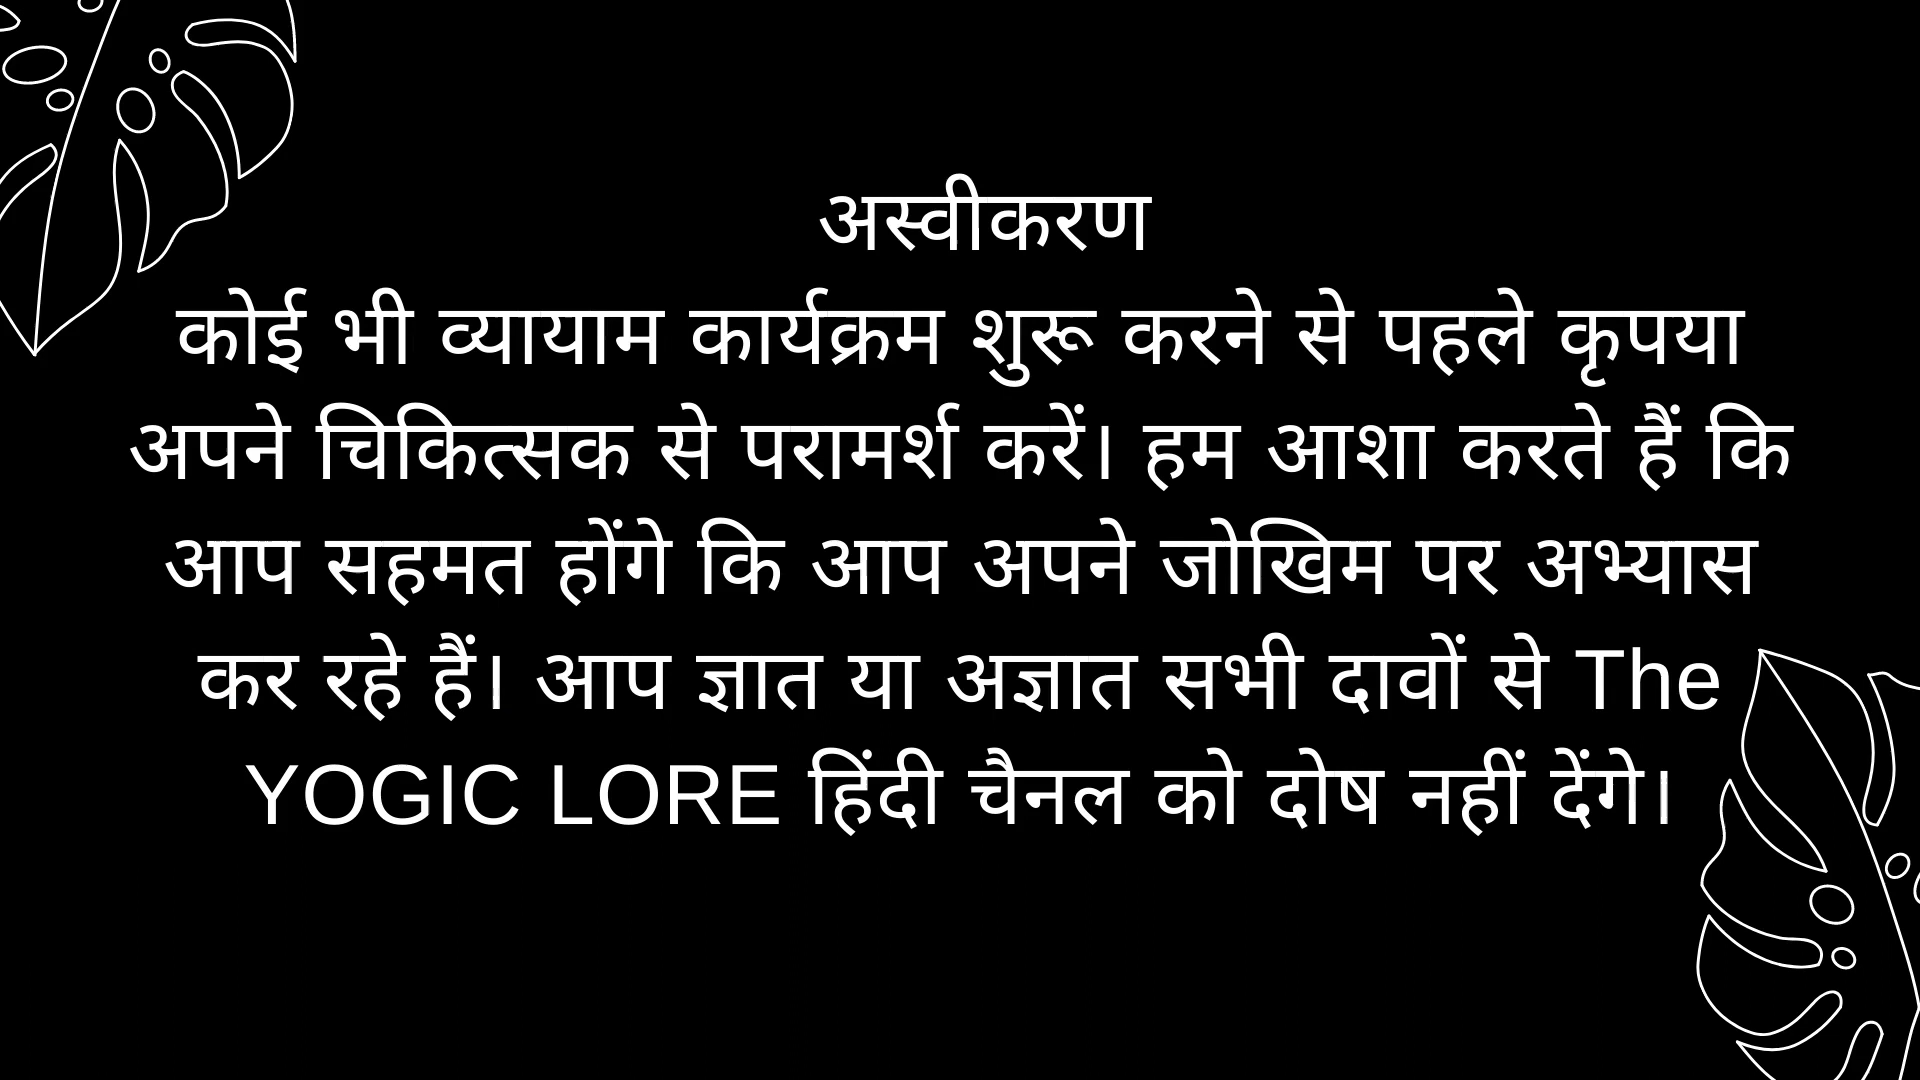 अस्वीकरण
कोई भी व्यायाम कार्यक्रम शुरू करने से पहले कृपया
अपने चिकित्सक से परामर्श करें। हम आशा करते हैं कि
आप सहमत होंगे कि आप अपने जोखिम पर अभ्यास
कर रहे हैं। आप ज्ञात या अज्ञात सभी दावों से The
YOGIC LORE हिंदी चैनल को दोष नहीं देंगे।